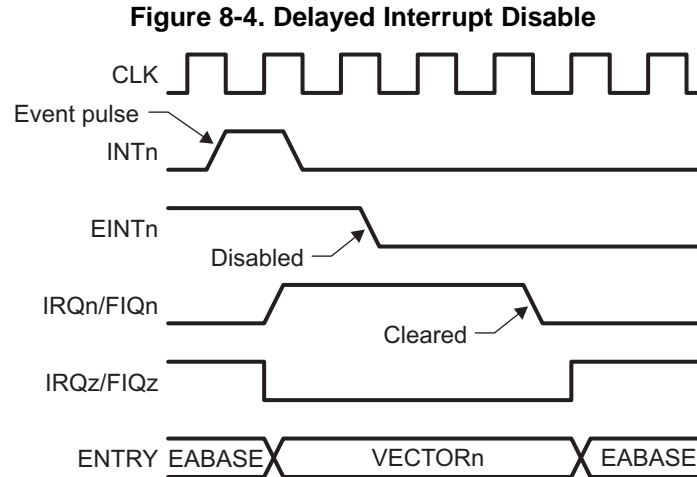 Figure 8-4. Delayed Interrupt Disable
CLK
Event pulse
INTn
EINTn
Disabled
IRQn/FIQn
Cleared
IRQz/FIQz
ENTRY EABASE VECTORn EABASE